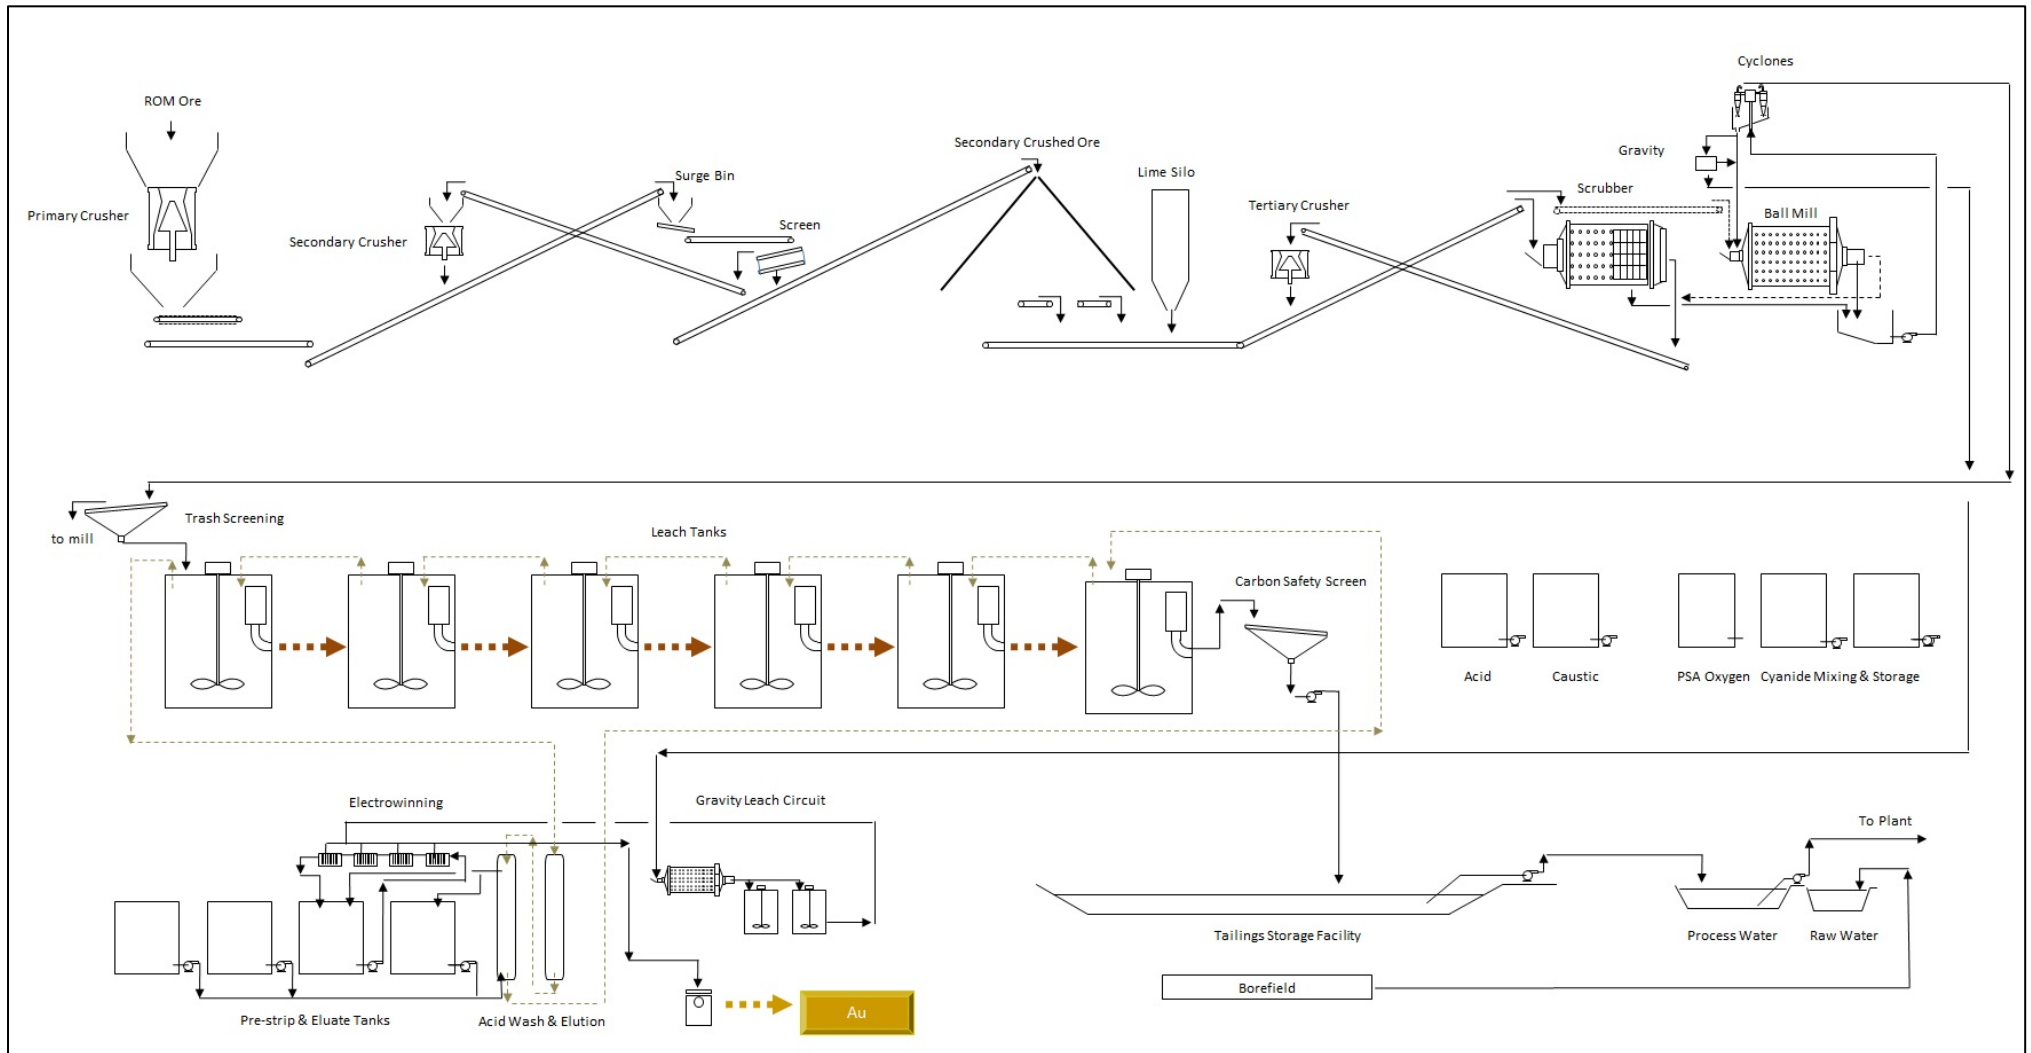 Cyclones
ROM Ore
Secondary Crushed Ore
Gravity
Surge Bin
Lime Silo
Scrubber
Primary Crusher
Secondary Crusher
Screen
Tertiary Crusher
Ball Mill
Trash Screening
to mill
Leach Tanks
Carbon Safety Screen
Acid
Caustic
PSA Oxygen
Cyanide Mixing & Storage
Electrowinning
Gravity Leach Circuit
To Plant
Tailings Storage Facility
Process Water
Raw Water
Borefield
Pre-strip & Eluate Tanks
Acid Wash & Elution
Au